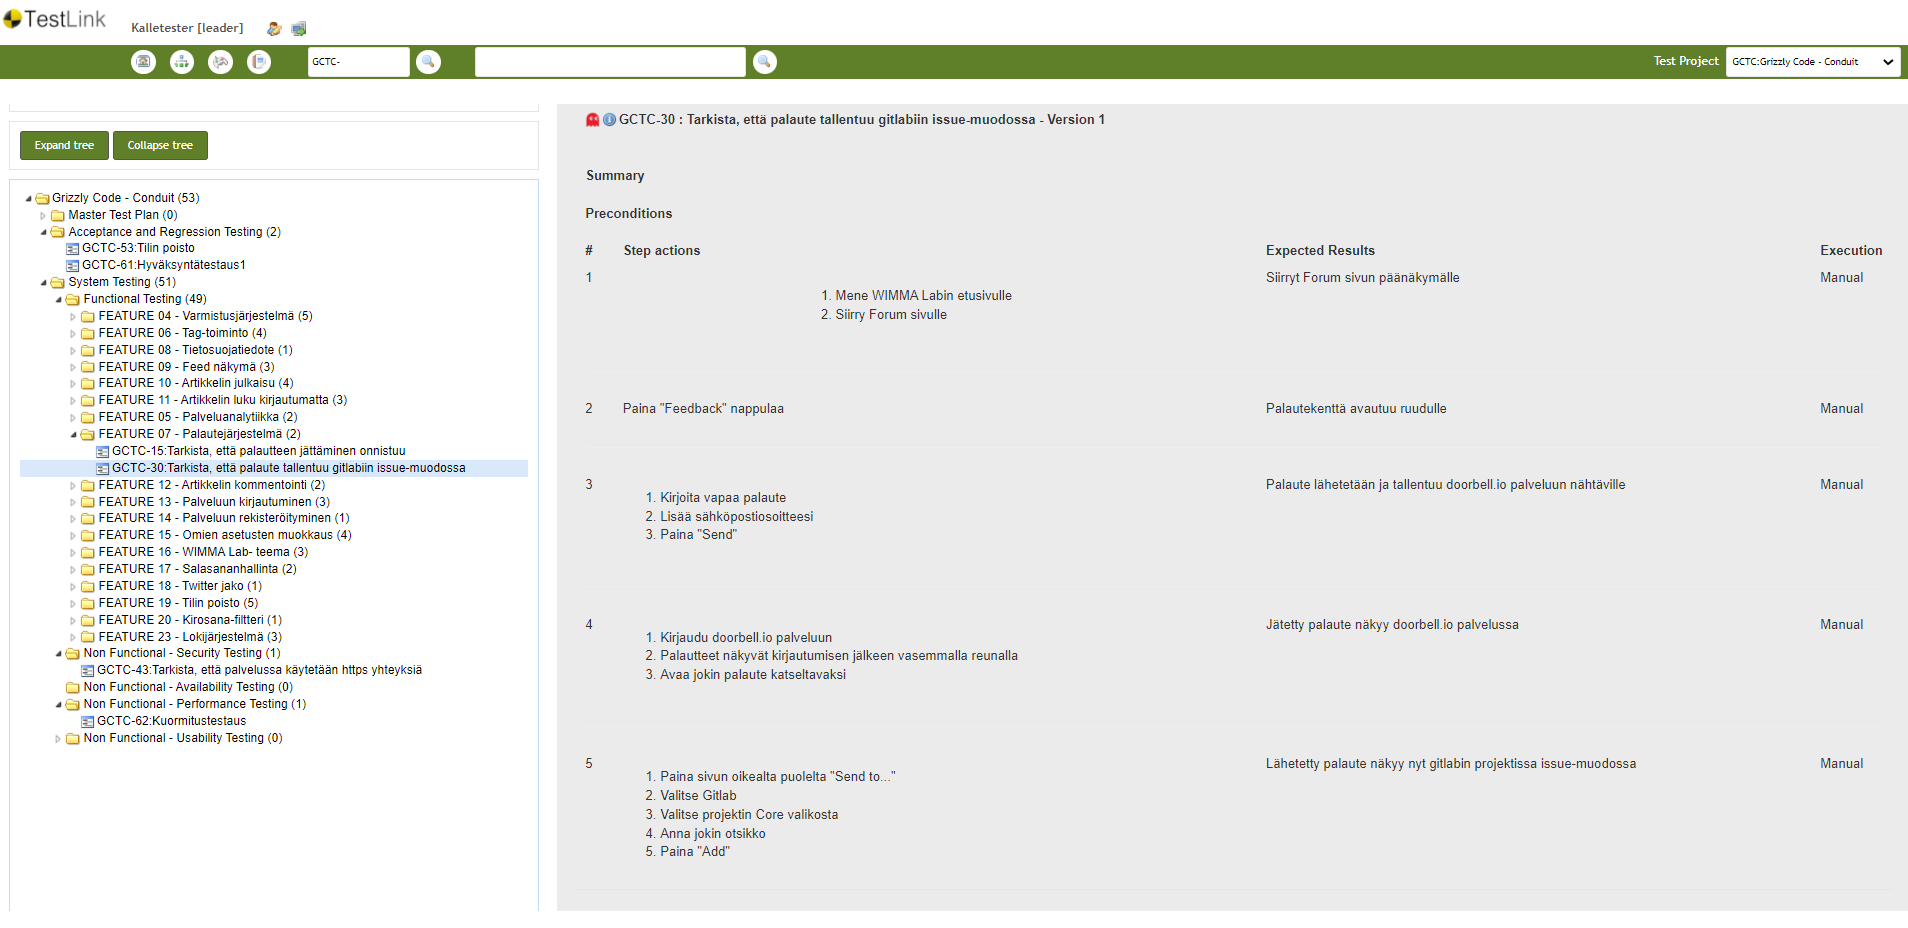 TestLink
Kalletester [leader]
GCTC-
Test Project
GCTC:Grizzly Code - Conduit
Expand tree
Collapse tree
Grizzly Code - Conduit (53)
Master Test Plan (0)
Acceptance and Regression Testing (2)
GCTC-53:Tilin poisto
GCTC-61:Hyväksyntätestaus1
System Testing (51)
Functional Testing (49)
FEATURE 04 - Varmistusjärjestelmä (5)
FEATURE 06 - Tag-toiminto (4)
FEATURE 08 - Tietosuojatiedote (1)
FEATURE 09 - Feed näkymä (3)
FEATURE 10 - Artikkelin julkaisu (4)
FEATURE 11 - Artikkelin luku kirjautumatta (3)
FEATURE 05 - Palveluanalytiikka (2)
FEATURE 07 - Palautejärjestelmä (2)
GCTC-15:Tarkista, että palautteen jättäminen onnistuu
GCTC-30:Tarkista, että palaute tallentuu gitlabiin issue-muodossa
FEATURE 12 - Artikkelin kommentointi (2)
FEATURE 13 - Palveluun kirjautuminen (3)
FEATURE 14 - Palveluun rekisteröityminen (1)
FEATURE 15 - Omien asetusten muokkaus (4)
FEATURE 16 - WIMMA Lab- teema (3)
FEATURE 17 - Salasananhallinta (2)
FEATURE 18 - Twitter jako (1)
FEATURE 19 - Tilin poisto (5)
FEATURE 20 - Kirosana-filtteri (1)
FEATURE 23 - Lokijärjestelmä (3)
Non Functional - Security Testing (1)
GCTC-43:Tarkista, että palvelussa käytetään https yhteyksiä
Non Functional - Availability Testing (0)
Non Functional - Performance Testing (1)
GCTC-62:Kuormitustestaus
Non Functional - Usability Testing (0)
GCTC-30 : Tarkista, että palaute tallentuu gitlabiin issue-muodossa - Version 1
Summary
Preconditions
# Step actions Expected Results Execution
1 Siirryt Forum sivun päänäkymälle Manual
1. Mene WIMMA Labin etusivulle
2. Siirry Forum sivulle
2 Paina "Feedback" nappulaa Palautekenttä avautuu ruudulle Manual
3 Palaute lähetetään ja tallentuu doorbell.io palveluun nähtäville Manual
1. Kirjoita vapaa palaute
2. Lisää sähköpostiosoitteesi
3. Paina "Send"
4 Jätetty palaute näkyy doorbell.io palvelussa Manual
1. Kirjaudu doorbell.io palveluun
2. Palautteet näkyvät kirjautumisen jälkeen vasemmalla reunalla
3. Avaa jokin palaute katseltavaksi
5 Lähetetty palaute näkyy nyt gitlabin projektissa issue-muodossa Manual
1. Paina sivun oikealta puolelta "Send to..."
2. Valitse Gitlab
3. Valitse projektin Core valikosta
4. Anna jokin otsikko
5. Paina "Add"